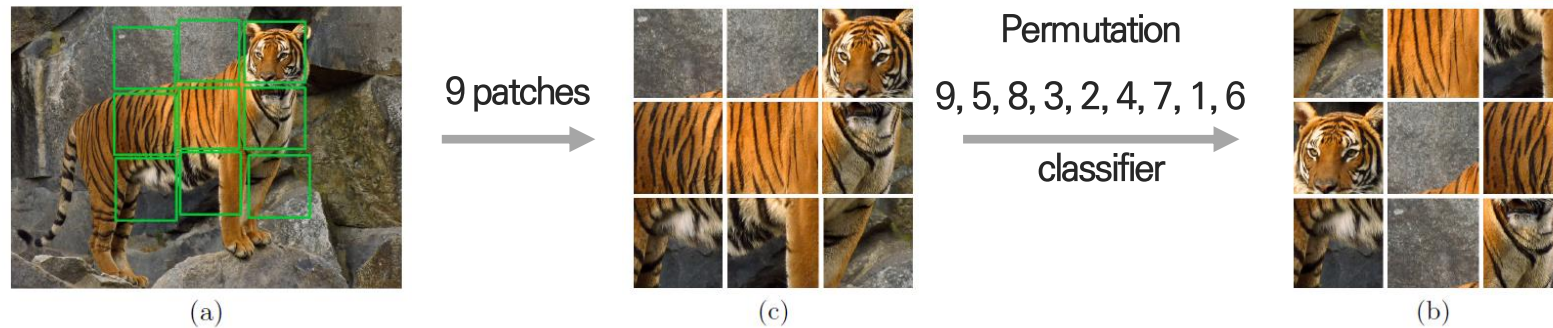 9 patches
Permutation
9, 5, 8, 3, 2, 4, 7, 1, 6
classifier
(a)
(c)
(b)